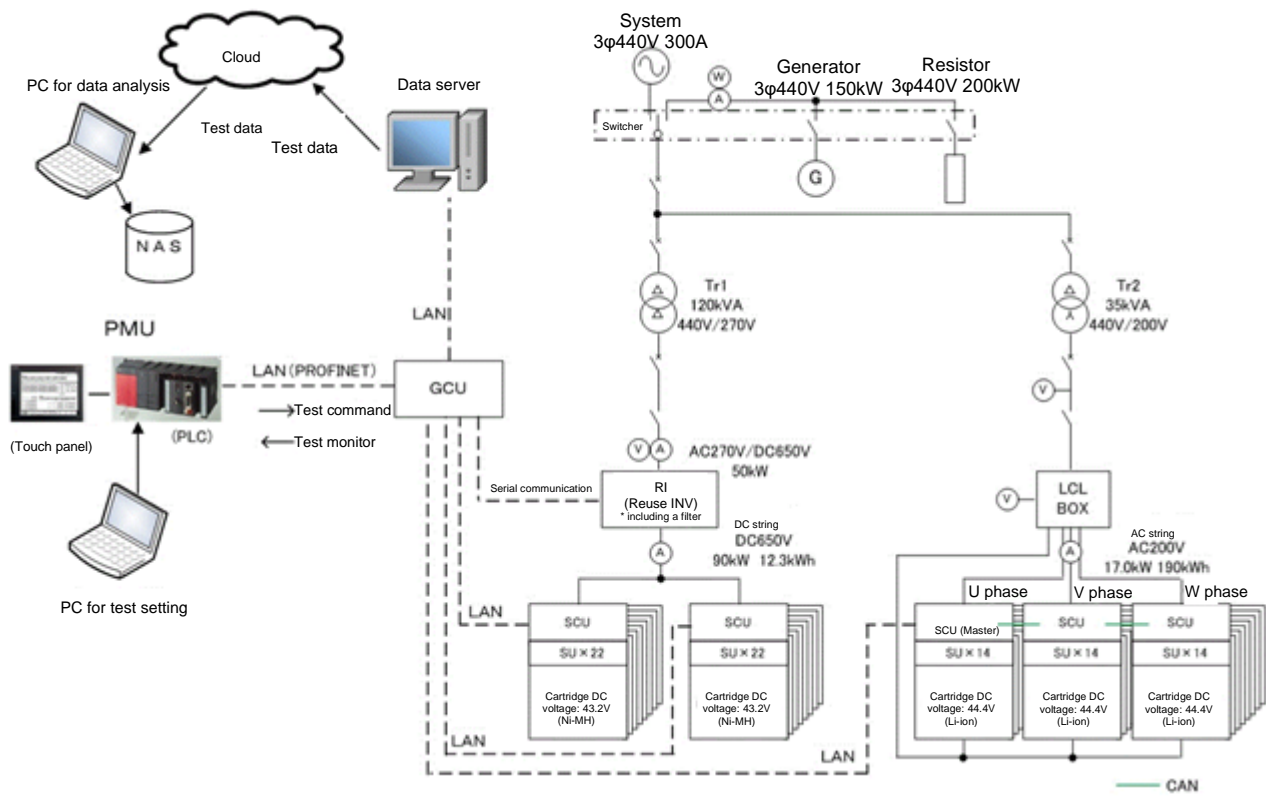 System
3φ440V 300A
Cloud
PC for data analysis
Data server
Generator
3φ440V 150kW
Resistor
3φ440V 200kW
W
A
Switcher
Test data
Test data
G
NAS
Tr1
120kVA
440V/270V
Tr2
35kVA
440V/200V
LAN
PMU
LAN(PROFINET)
GCU
→Test command
←Test monitor
(Touch panel)
(PLC)
V
V
A
AC270V/DC650V
50kW
Serial communication
RI
(Reuse INV)
* including a filter
V
LCL
BOX
DC string
DC650V
90kW 12.3kWh
A
AC string
A
AC200V
17.0kW 190kWh
PC for test setting
U phase
V phase
W phase
LAN
SCU
SCU
SCU (Master)
SCU
SCU
SU×22
SU×22
SU×14
SU×14
SU×14
Cartridge DC
voltage: 43.2V
(Ni-MH)
Cartridge DC
voltage: 43.2V
(Ni-MH)
Cartridge DC
voltage: 44.4V
(Li-ion)
Cartridge DC
voltage: 44.4V
(Li-ion)
Cartridge DC
voltage: 44.4V
(Li-ion)
LAN
LAN
CAN